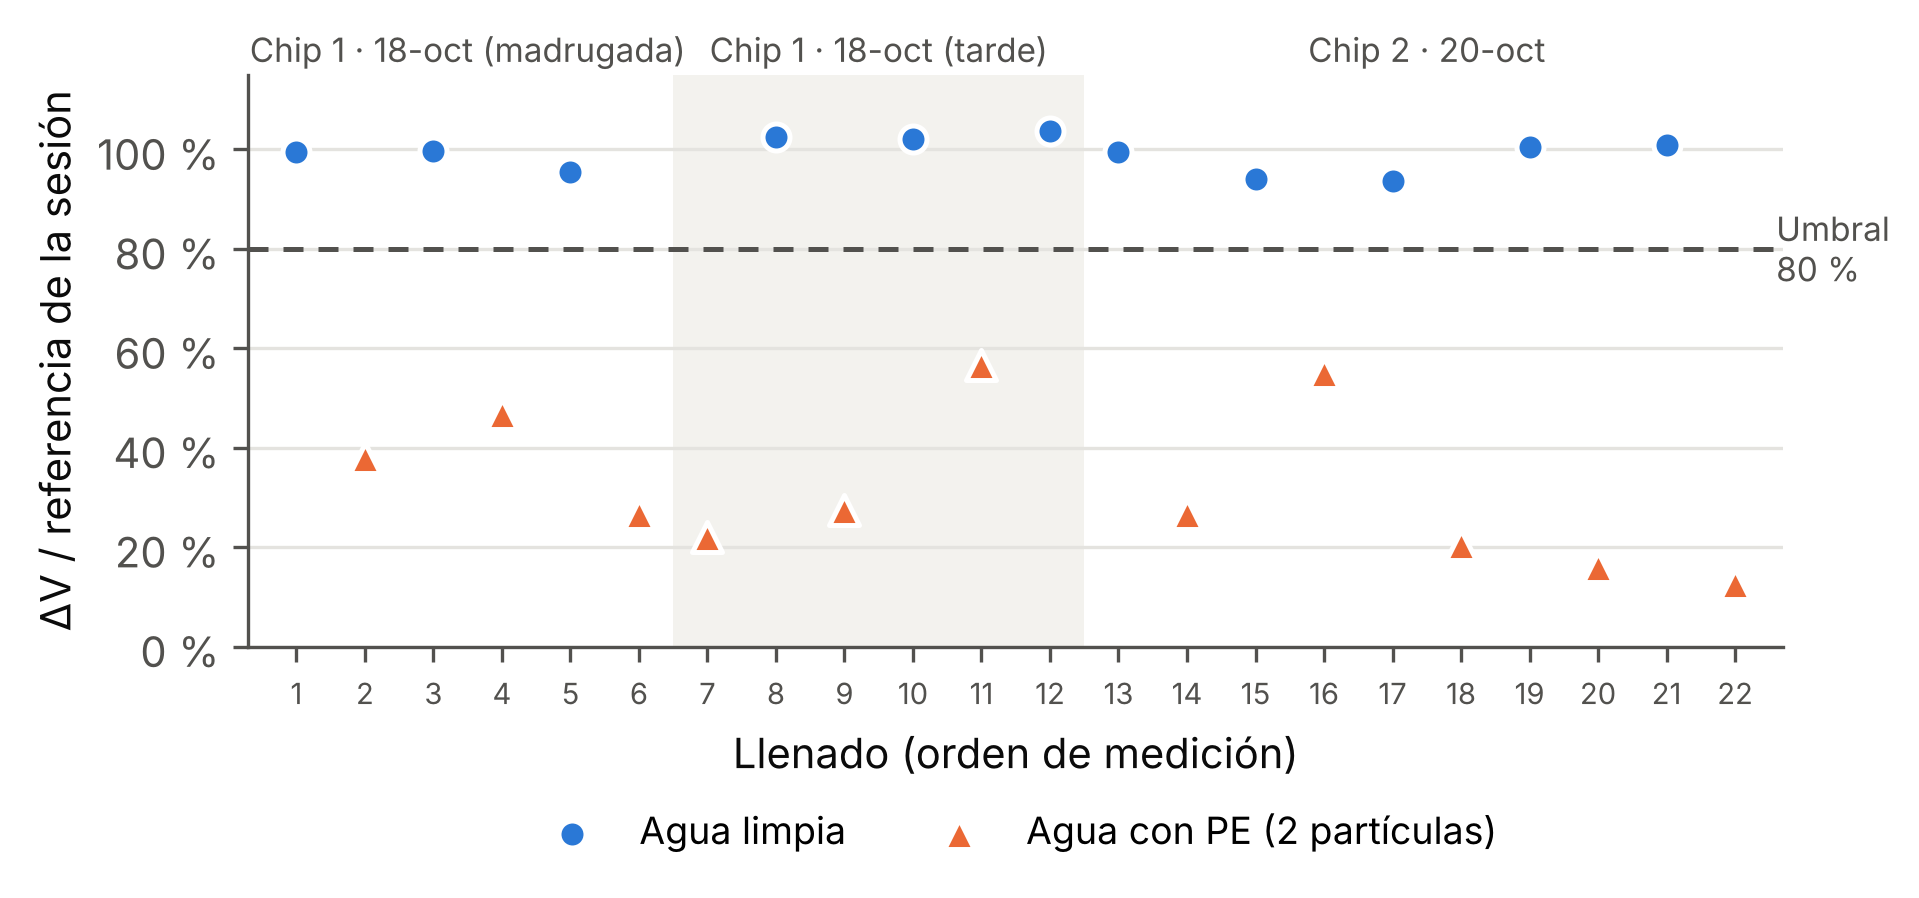 Chip 1 · 18-oct (madrugada) Chip 1 · 18-oct (tarde) Chip 2 · 20-oct
ΔV / referencia de la sesión
100 %
80 %
60 %
40 %
20 %
0 %
Umbral
80 %
1 2 3 4 5 6 7 8 9 10 11 12 13 14 15 16 17 18 19 20 21 22
Llenado (orden de medición)
Agua limpia Agua con PE (2 partículas)